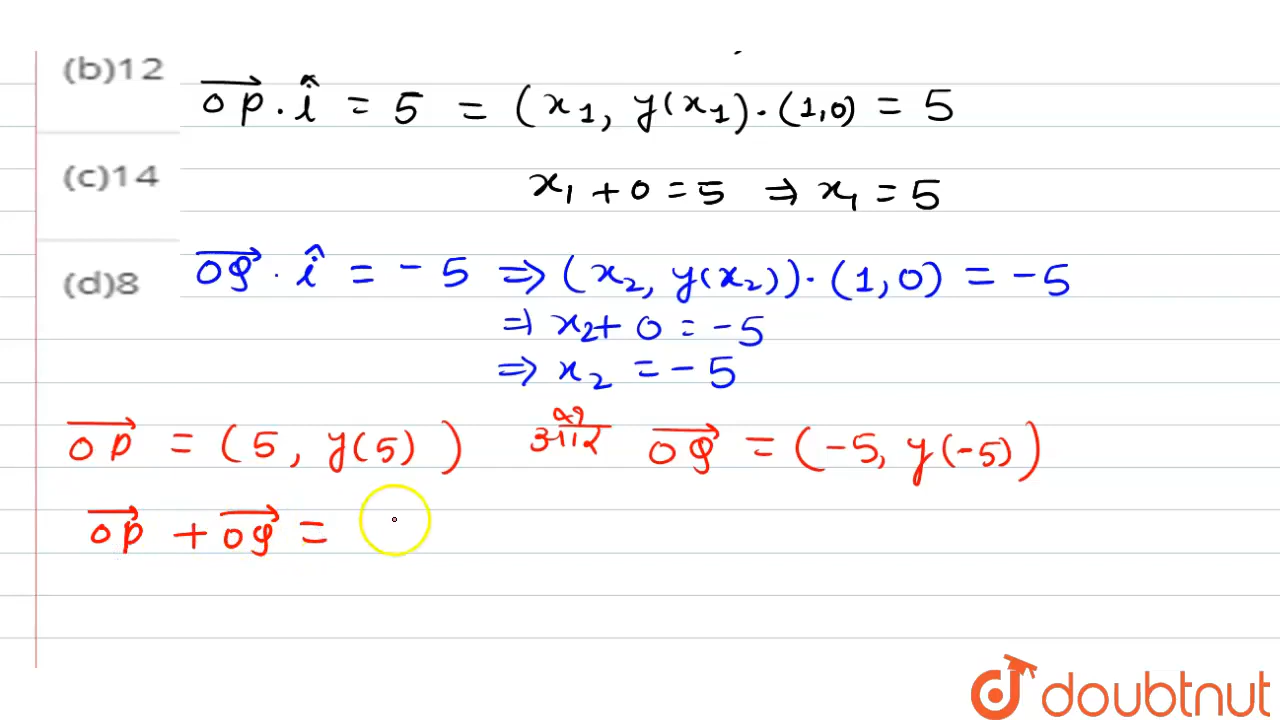 (b)12
→OP . î = 5 = (x₁, y(x₁)·(1,0) = 5
(c)14
x₁ + 0 = 5 ⇒ x₁ = 5
(d)8
→OQ · î = -5 ⇒ (x₂, y(x₂))·(1,0) = -5
⇒ x₂+ 0 = -5
⇒ x₂ = -5
→OP = (5, y(5)) →OQ = (-5, y(-5))
→OP + →OQ =
doubtnut